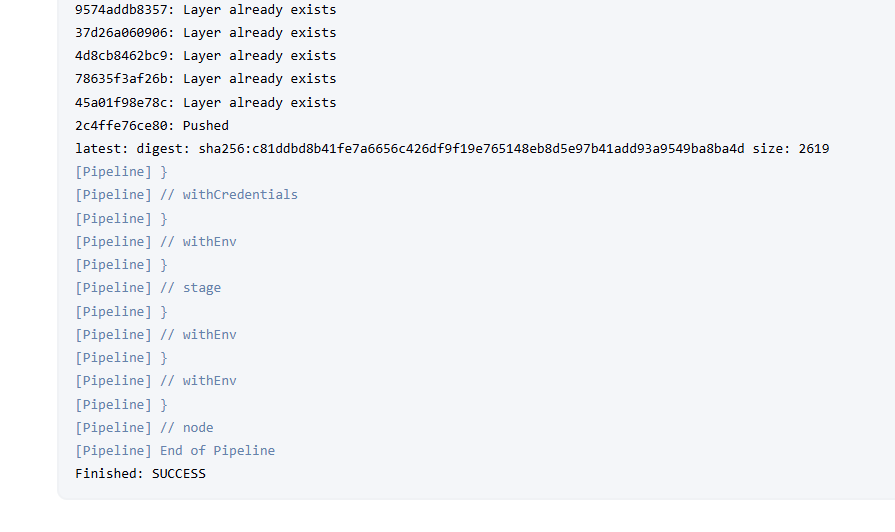 9574addb8357: Layer already exists
37d26a060906: Layer already exists
4d8cb8462bc9: Layer already exists
78635f3af26b: Layer already exists
45a01f98e78c: Layer already exists
2c4ffe76ce80: Pushed
latest: digest: sha256:c81ddbd8b41fe7a6656c426df9f19e765148eb8d5e97b41add93a9549ba8ba4d size: 2619
[Pipeline] }
[Pipeline] // withCredentials
[Pipeline] }
[Pipeline] // withEnv
[Pipeline] }
[Pipeline] // stage
[Pipeline] }
[Pipeline] // withEnv
[Pipeline] }
[Pipeline] // withEnv
[Pipeline] }
[Pipeline] // node
[Pipeline] End of Pipeline
Finished: SUCCESS